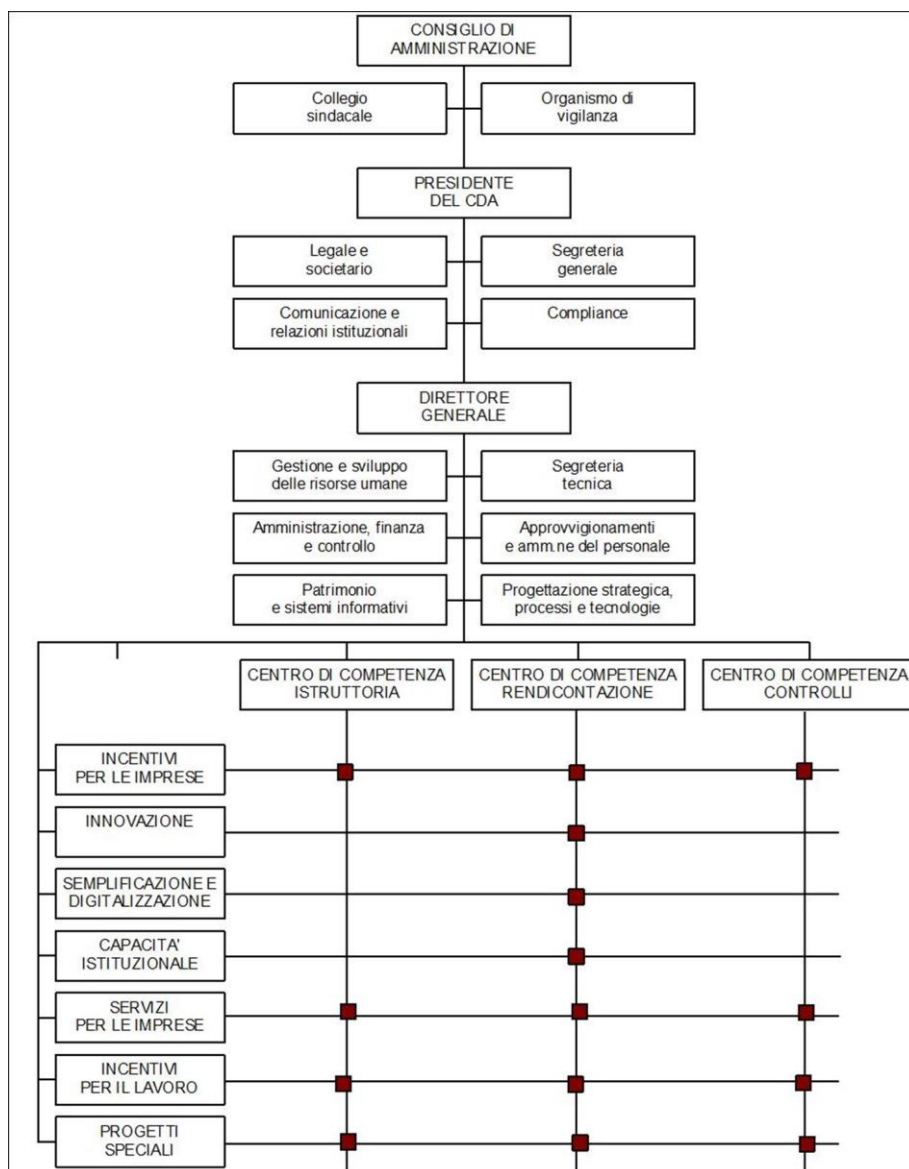 CONSIGLIO DI
AMMINISTRAZIONE
Collegio
sindacale
Organismo di
vigilanza
PRESIDENTE
DEL CDA
Legale e
societario
Segreteria
generale
Comunicazione e
relazioni istituzionali
Compliance
DIRETTORE
GENERALE
Gestione e sviluppo
delle risorse umane
Segreteria
tecnica
Amministrazione, finanza
e controllo
Approvvigionamenti
e amm.ne del personale
Patrimonio
e sistemi informativi
Progettazione strategica,
processi e tecnologie
CENTRO DI COMPETENZA
ISTRUTTORIA
CENTRO DI COMPETENZA
RENDICONTAZIONE
CENTRO DI COMPETENZA
CONTROLLI
INCENTIVI
PER LE IMPRESE
INNOVAZIONE
SEMPLIFICAZIONE E
DIGITALIZZAZIONE
CAPACITA'
ISTITUZIONALE
SERVIZI
PER LE IMPRESE
INCENTIVI
PER IL LAVORO
PROGETTI
SPECIALI